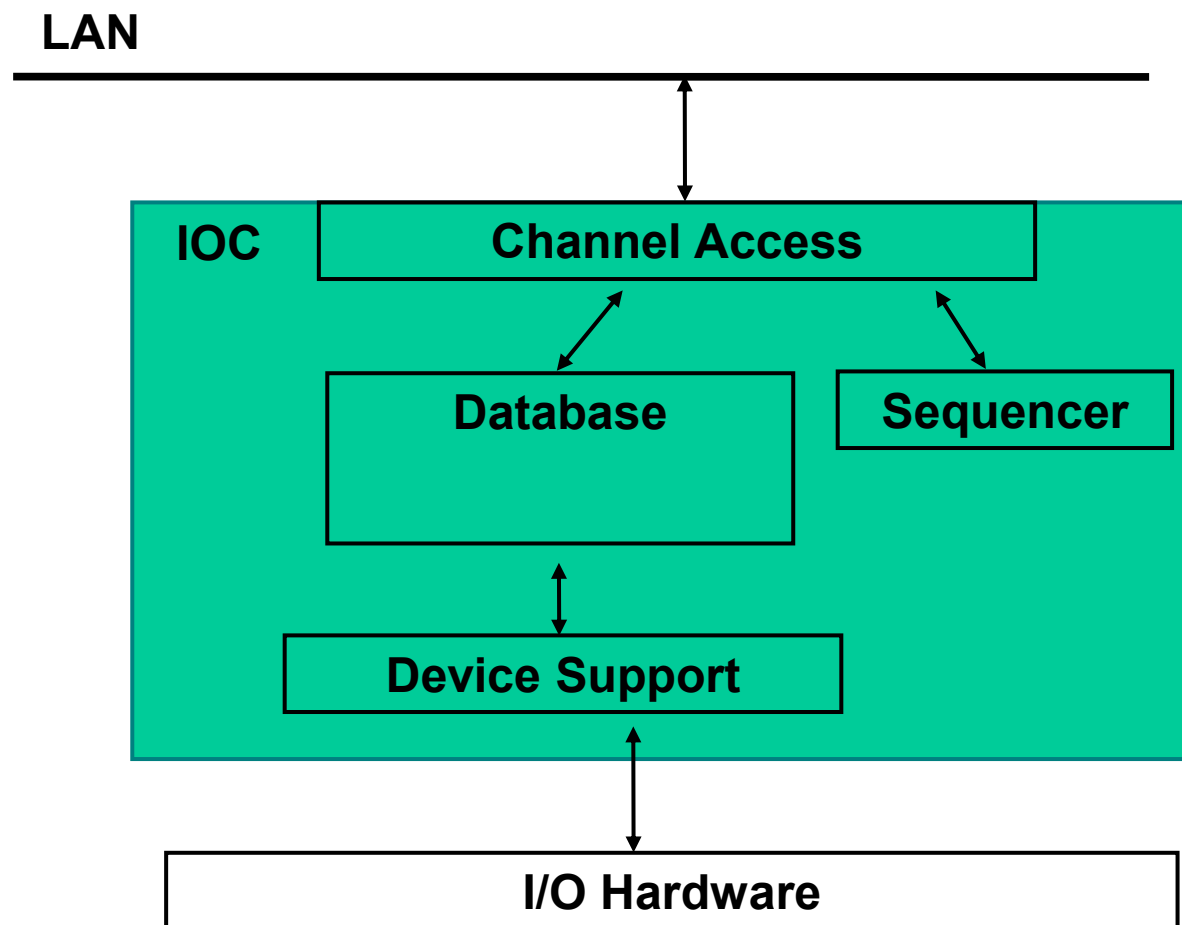 LAN
IOC
Channel Access
Database
Sequencer
Device Support
I/O Hardware